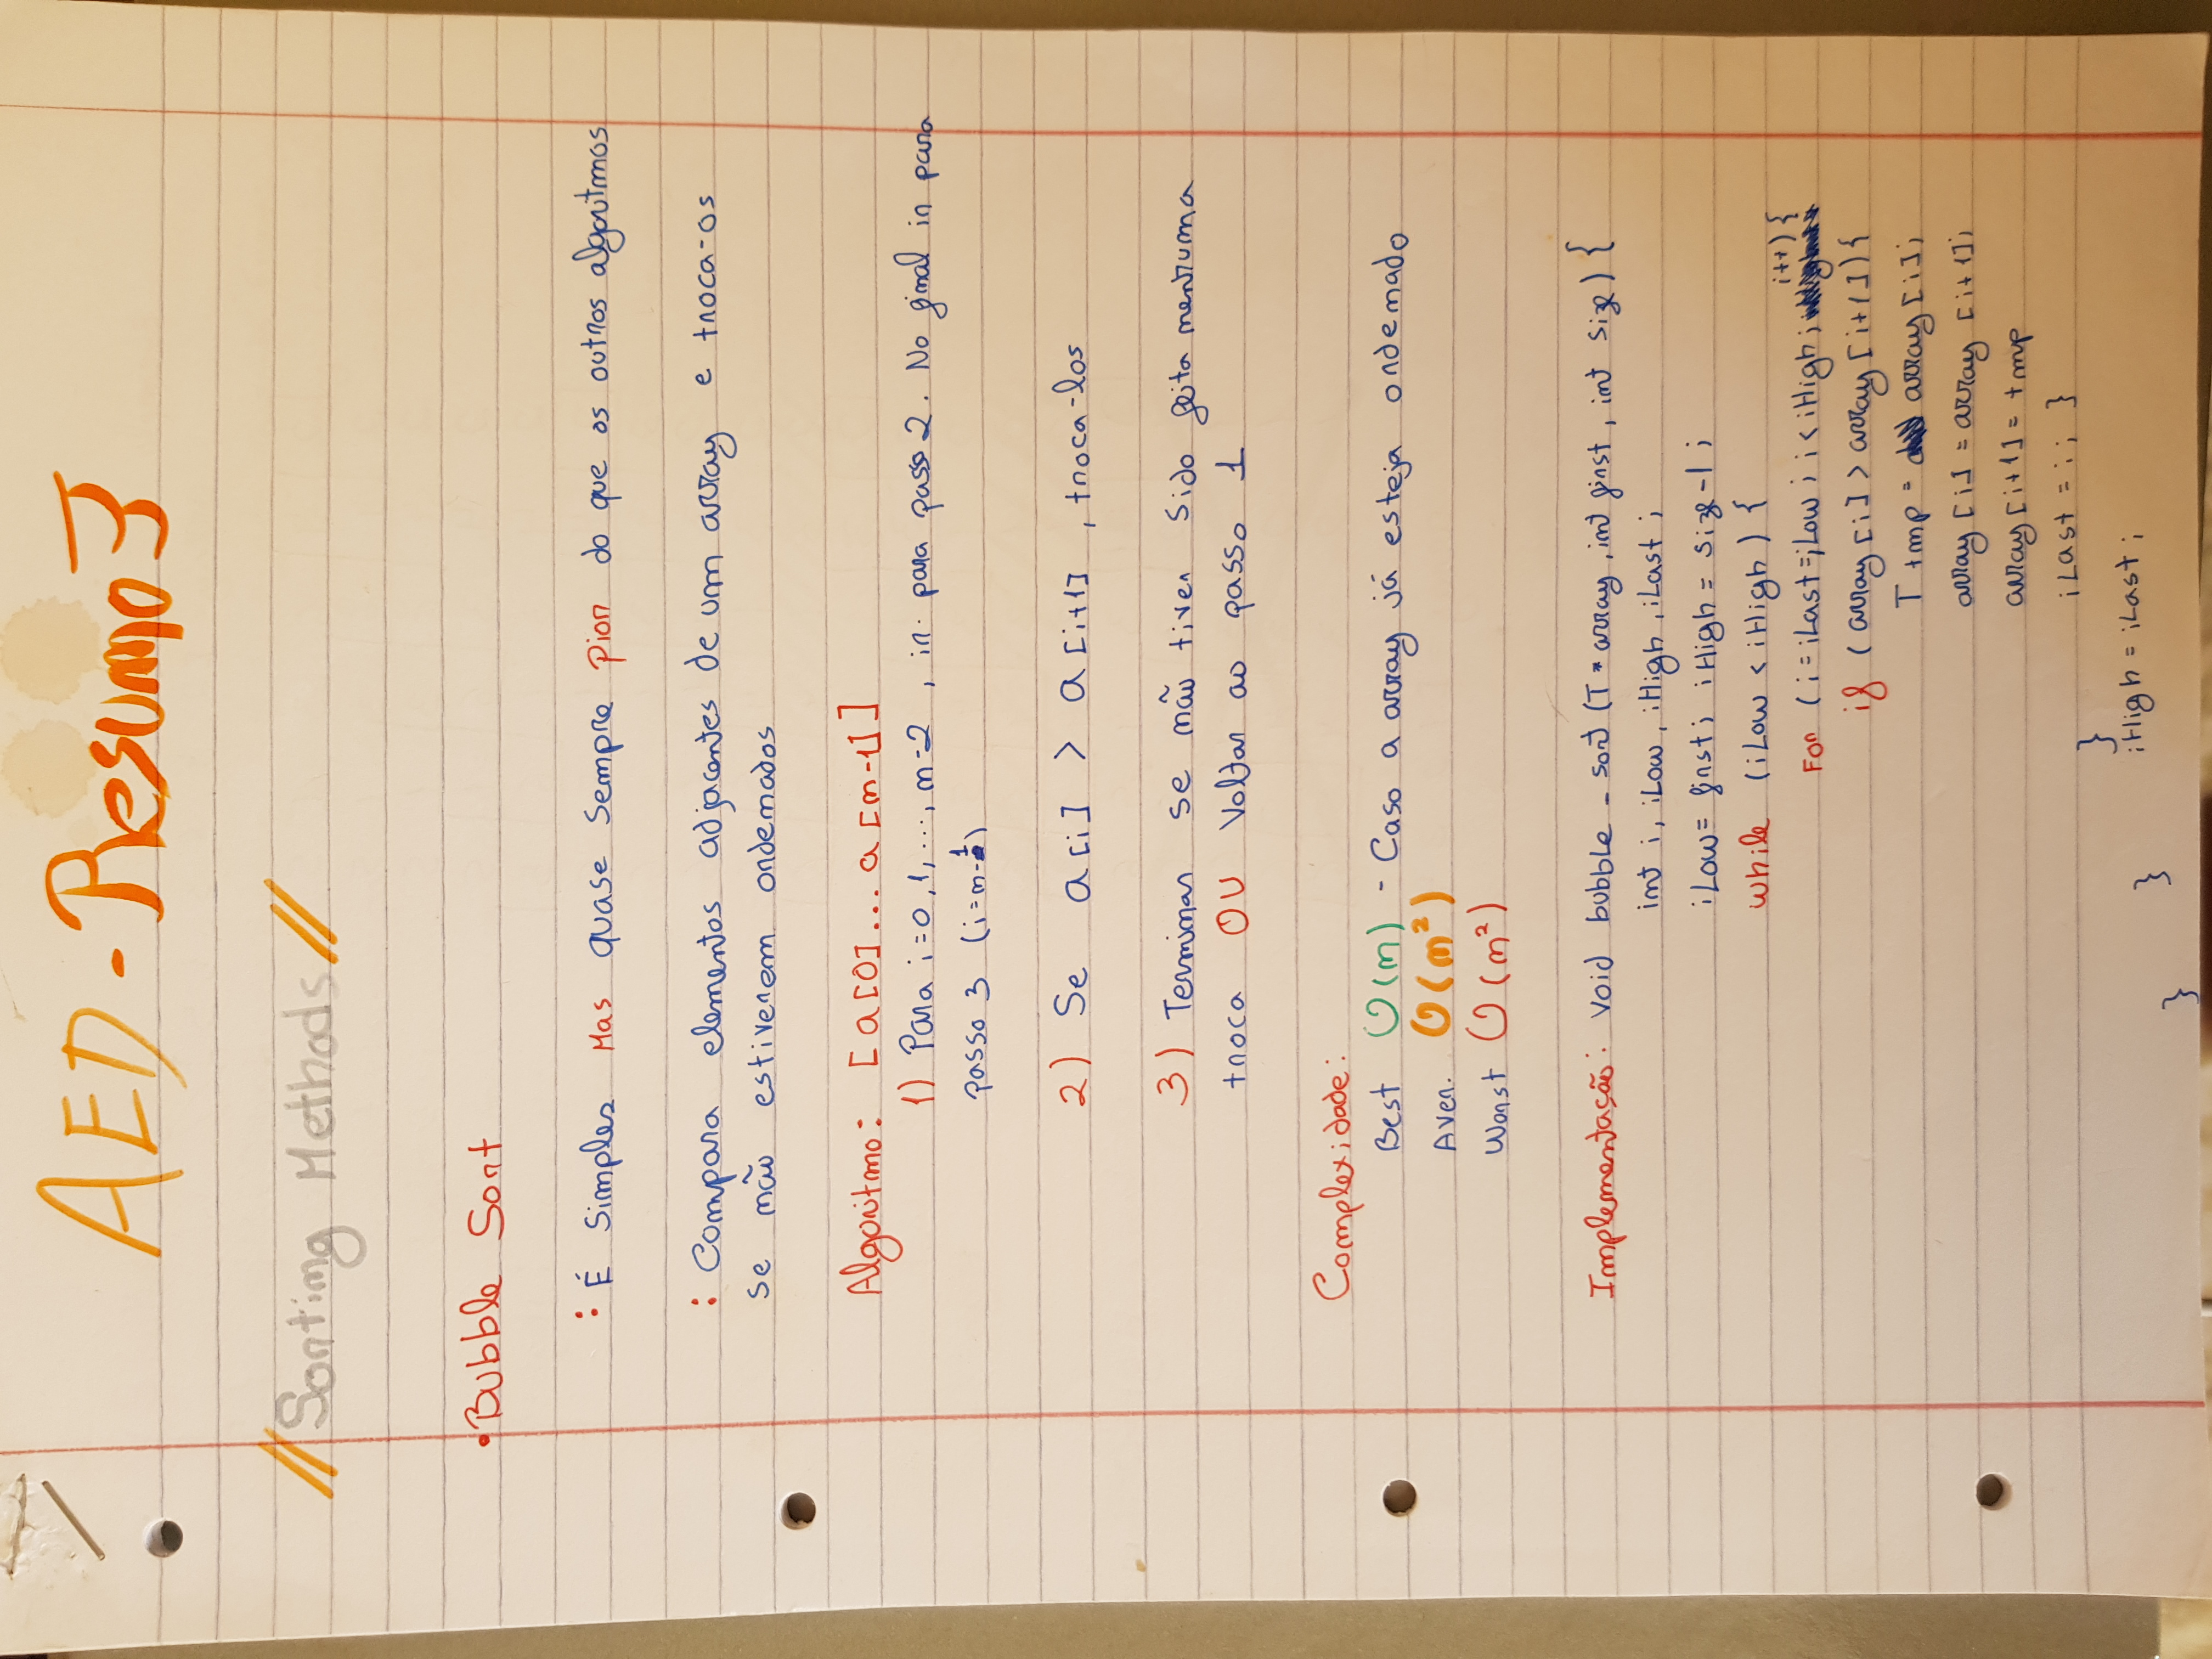 AED - Resumo 3
// Sorting Methods //
• Bubble Sort
: É simples mas quase sempre pior do que os outros algoritmos
: Compara elementos adjacentes de um array e troca-os
se não estiverem ordenados
Algoritmo: [a[0]... a[n-1]]
1) Para i=0,1,...,n-2, ir para passo 2. No final ir para
passo 3 (i=n-1)
2) Se a[i] > a[i+1], troca-los
3) Terminar se não tiver sido feita nenhuma
troca OU Voltar ao passo 1
Complexidade:
Best O(n) - Caso a array já esteja ordenado
Aver. O(n²)
Worst O(n²)
Implementação: void bubble_sort (T* array, int first, int size) {
int i, iLow, iHigh, iLast;
iLow = first; iHigh = size-1;
while (iLow < iHigh) {
For (i=iLast=iLow; i<iHigh; i++) {
if (array[i] > array[i+1]){
T tmp = array[i];
array[i] = array[i+1];
array[i+1] = tmp
iLast = i; }
}
iHigh = iLast;
}
}